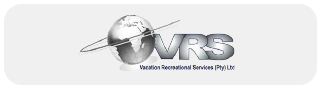 VRS
Vacation Recreational Services (Pty) Ltd